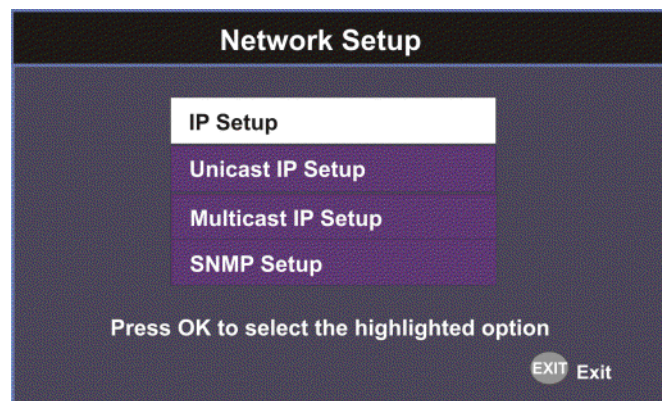 Network Setup
IP Setup
Unicast IP Setup
Multicast IP Setup
SNMP Setup
Press OK to select the highlighted option
EXIT Exit